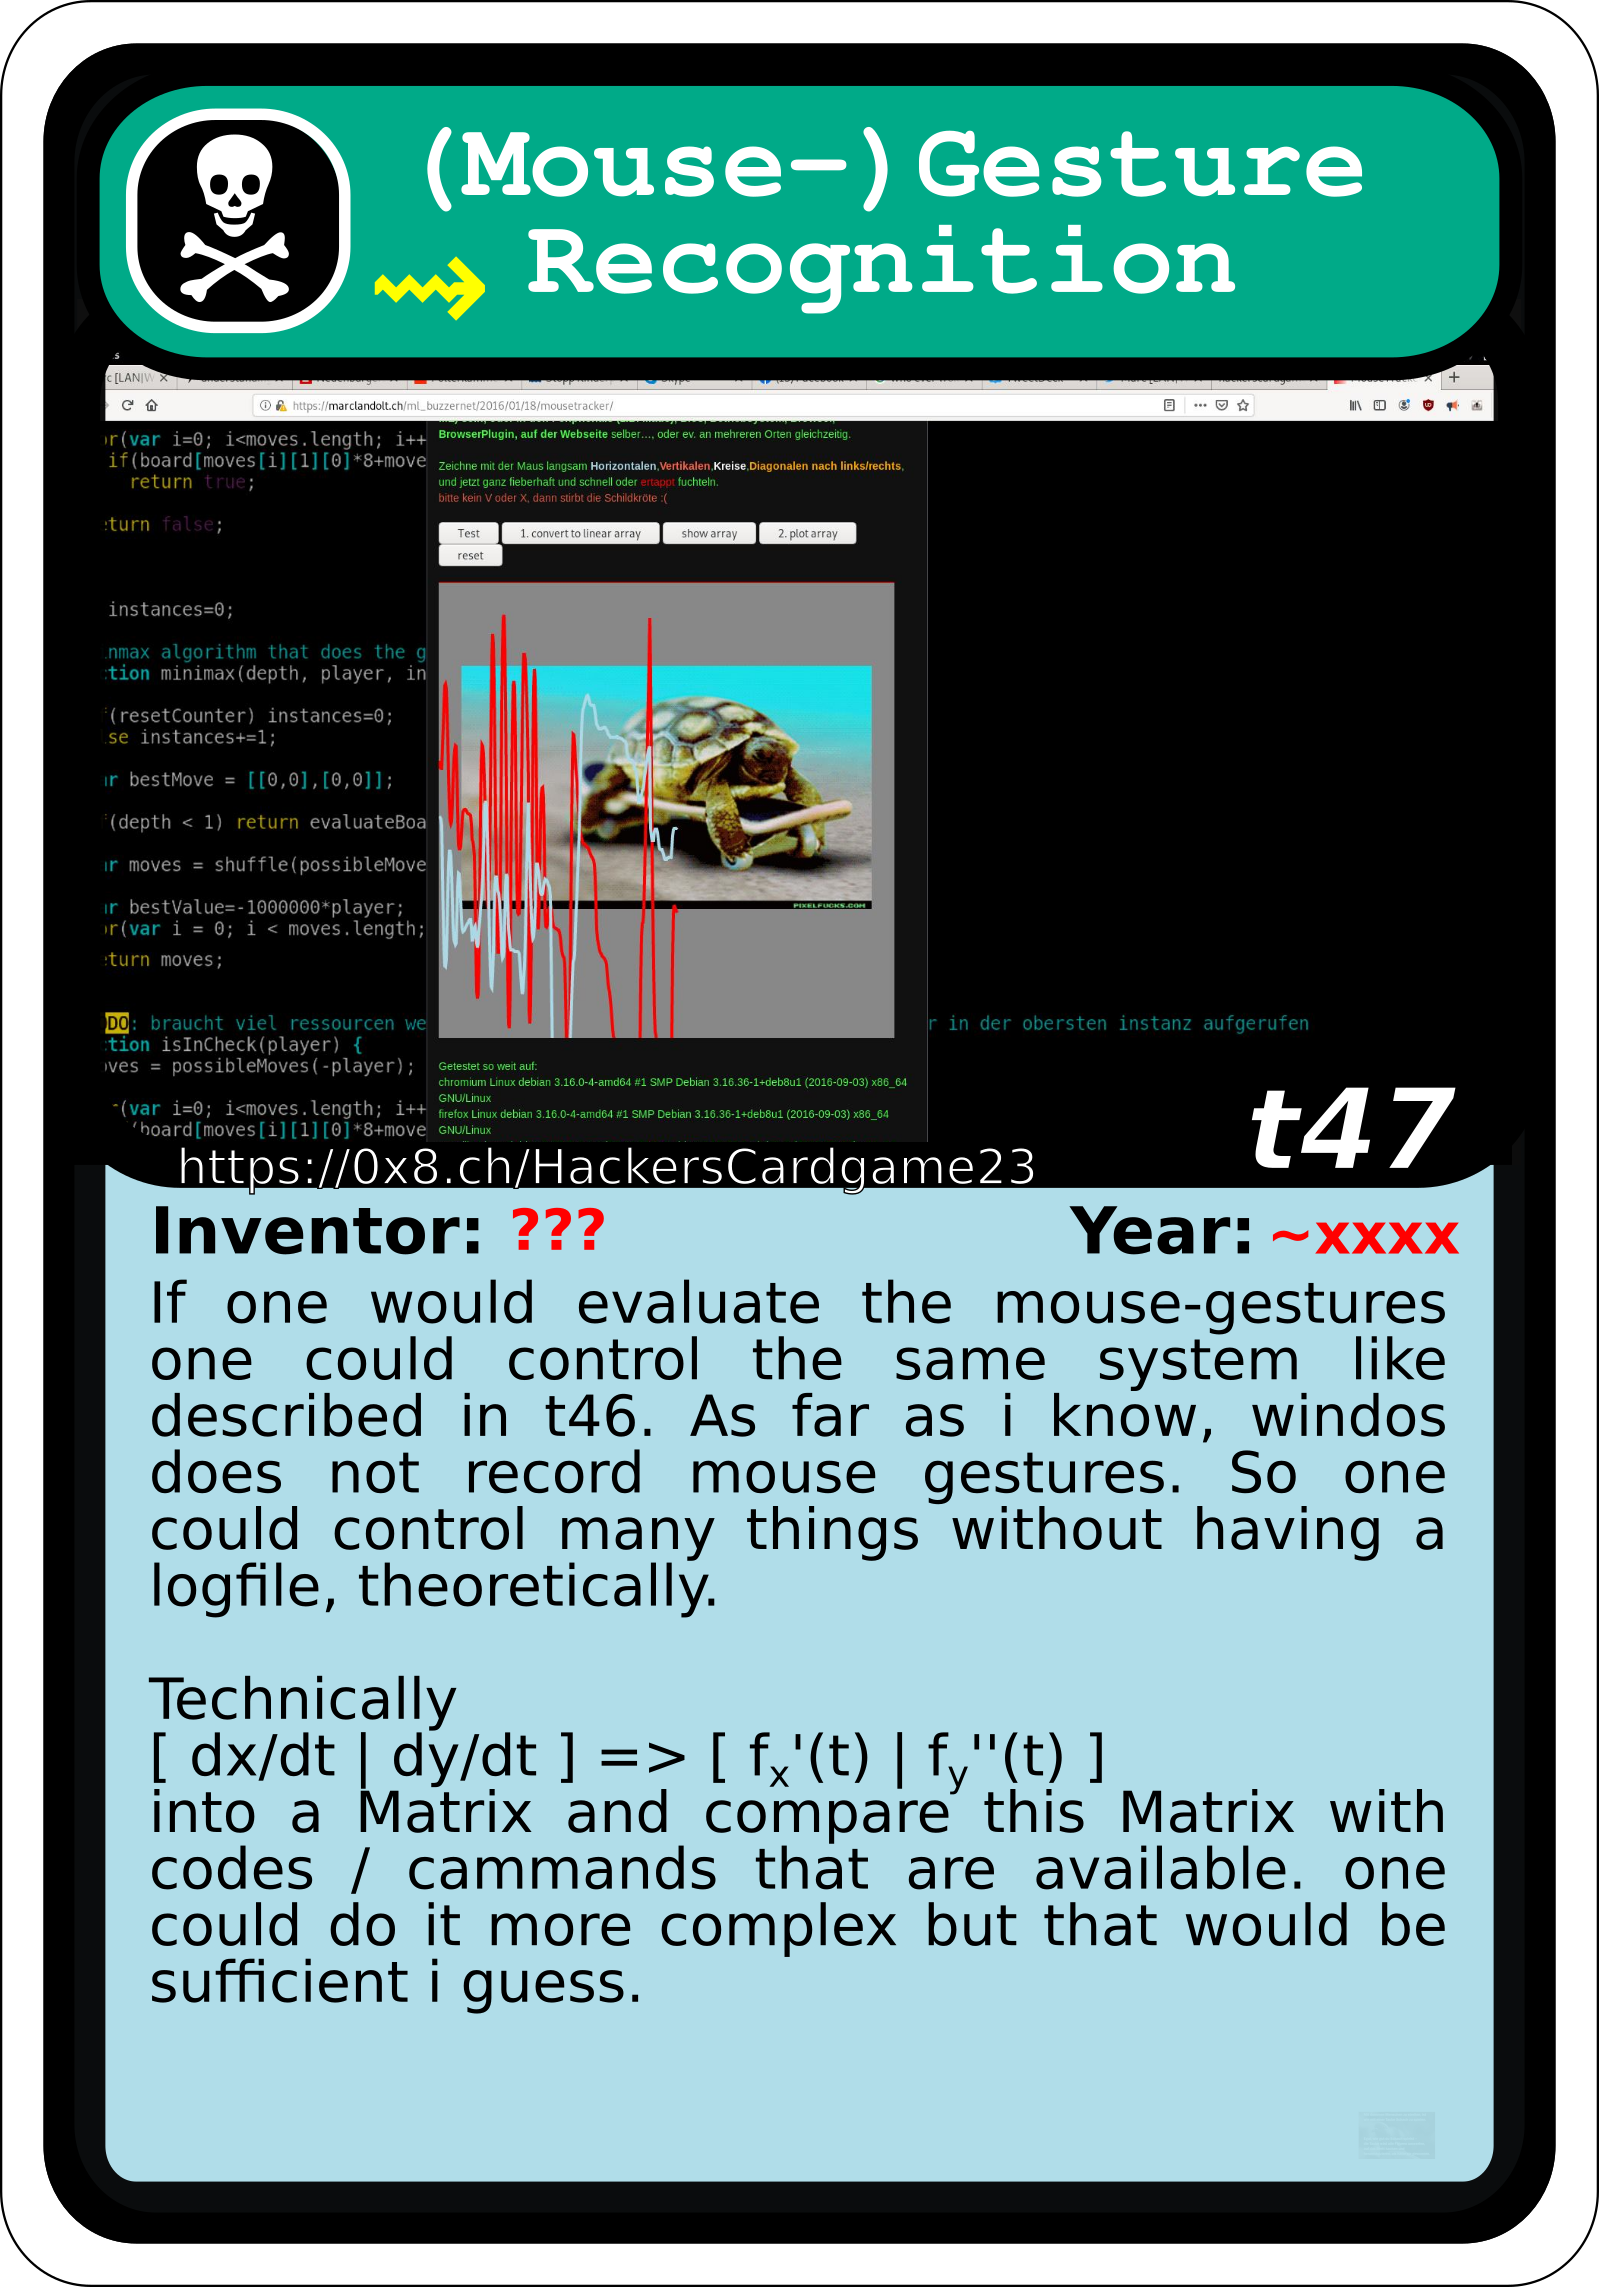 (Mouse-)Gesture
Recognition
https://marclandolt.ch/ml_buzzernet/2016/01/18/mousetracker/
BrowserPlugin, auf der Webseite selber..., oder ev. an mehreren Orten gleichzeitig.
Zeichne mit der Maus langsam Horizontalen,Vertikalen,Kreise,Diagonalen nach links/rechts,
und jetzt ganz fieberhaft und schnell oder ertappt fuchteln.
bitte kein V oder X, dann stirbt die Schildkröte :(
Test 1. convert to linear array show array 2. plot array
reset
or(var i=0; i<moves.length; i++
if(board[moves[i][1][0]*8+move
return true;
turn false;
instances=0;
nmax algorithm that does the g
tion minimax(depth, player, in
(resetCounter) instances=0;
se instances+=1;
r bestMove = [[0,0],[0,0]];
(depth < 1) return evaluateBoa
r moves = shuffle(possibleMove
r bestValue=-1000000*player;
or(var i = 0; i < moves.length;
turn moves;
DO: braucht viel ressourcen we r in der obersten instanz aufgerufen
tion isInCheck(player) {
oves = possibleMoves(-player);
r(var i=0; i<moves.length; i++
(board[moves[i][1][0]*8+move
PIXELFUCKS.COM
Getestet so weit auf:
chromium Linux debian 3.16.0-4-amd64 #1 SMP Debian 3.16.36-1+deb8u1 (2016-09-03) x86_64
GNU/Linux
firefox Linux debian 3.16.0-4-amd64 #1 SMP Debian 3.16.36-1+deb8u1 (2016-09-03) x86_64
GNU/Linux
t47
https://0x8.ch/HackersCardgame23
Inventor: ??? Year: ~xxxx
If one would evaluate the mouse-gestures
one could control the same system like
described in t46. As far as i know, windos
does not record mouse gestures. So one
could control many things without having a
logfile, theoretically.
Technically
[ dx/dt | dy/dt ] => [ fx'(t) | fy''(t) ]
into a Matrix and compare this Matrix with
codes / cammands that are available. one
could do it more complex but that would be
sufficient i guess.